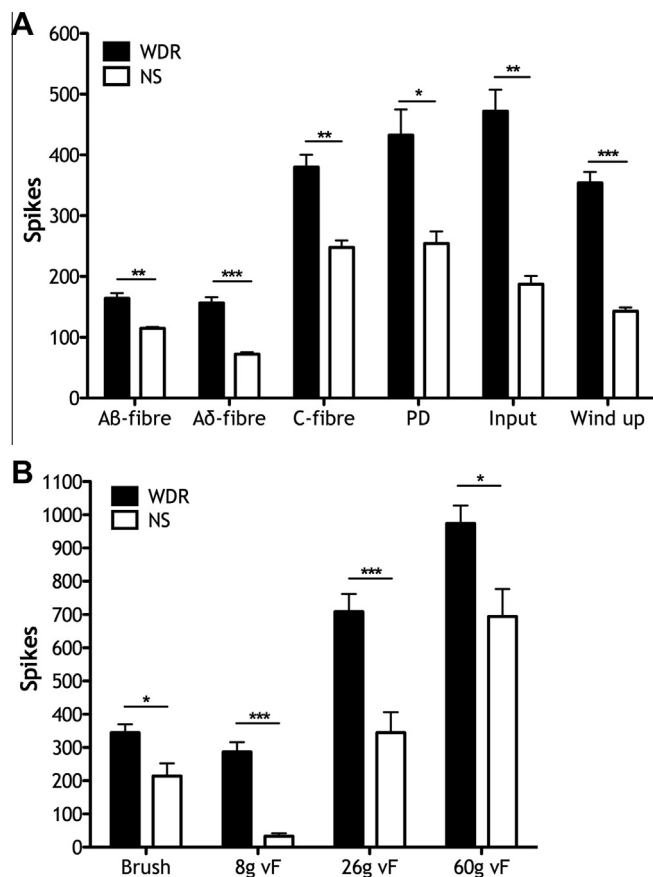 A
600
500
400
300
200
100
0
Spikes
WDR
NS
** *** ** * ** ***
Aβ-fibre Aδ-fibre C-fibre PD Input Wind up
B
1100
1000
900
800
700
600
500
400
300
200
100
0
Spikes
WDR
NS
* *** *** *
Brush 8g vF 26g vF 60g vF